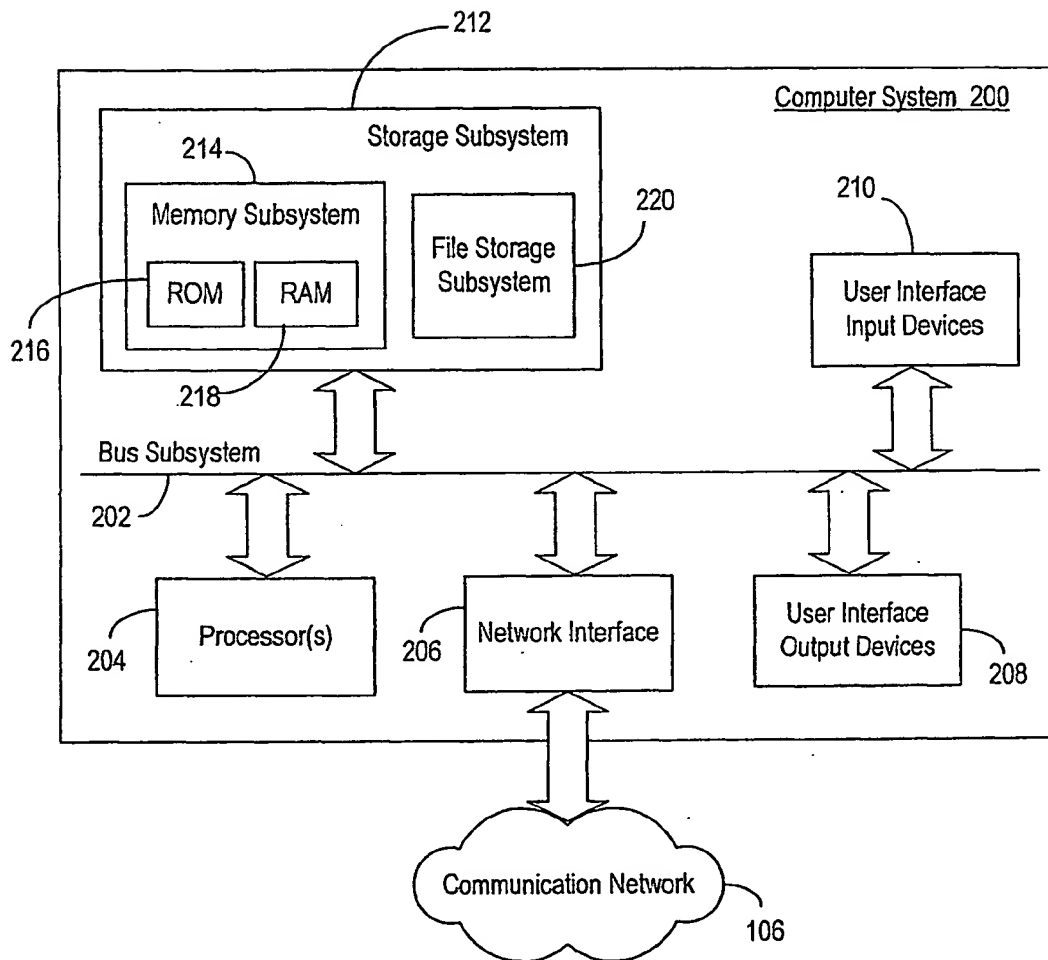 212
Computer System 200
Storage Subsystem
214
Memory Subsystem
220
210
File Storage
Subsystem
User Interface
Input Devices
ROM
RAM
216
218
Bus Subsystem
202
Processor(s)
Network Interface
User Interface
Output Devices
204
206
208
Communication Network
106